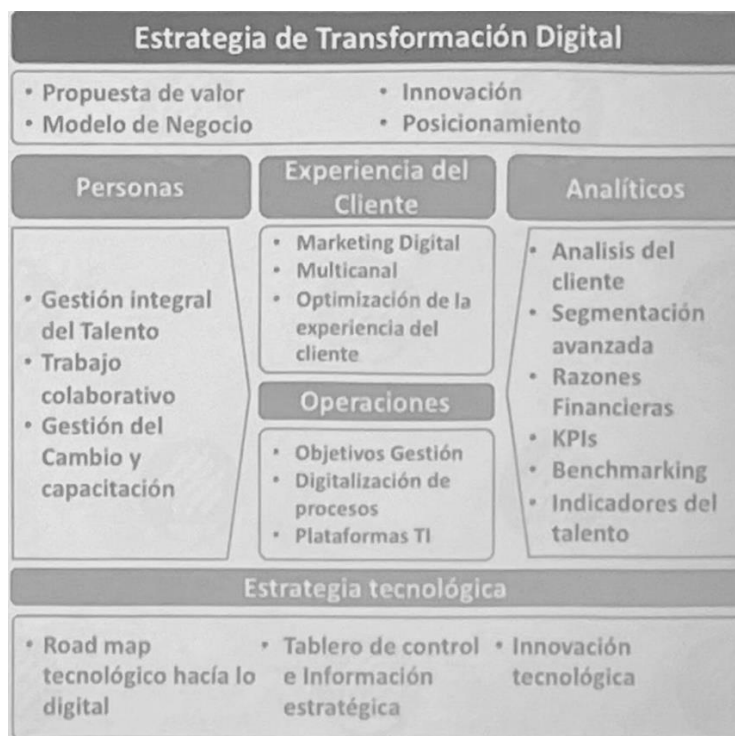 Estrategia de Transformación Digital
• Propuesta de valor
• Modelo de Negocio
• Innovación
• Posicionamiento
Personas
• Gestión integral
del Talento
• Trabajo
colaborativo
• Gestión del
Cambio y
capacitación
Experiencia del
Cliente
• Marketing Digital
• Multicanal
• Optimización de la
experiencia del
cliente
Operaciones
• Objetivos Gestión
• Digitalización de
procesos
• Plataformas TI
Analíticos
• Analisis del
cliente
• Segmentación
avanzada
• Razones
Financieras
• KPIs
• Benchmarking
• Indicadores del
talento
Estrategia tecnológica
• Road map
tecnológico hacía lo
digital
• Tablero de control
e Información
estratégica
• Innovación
tecnológica